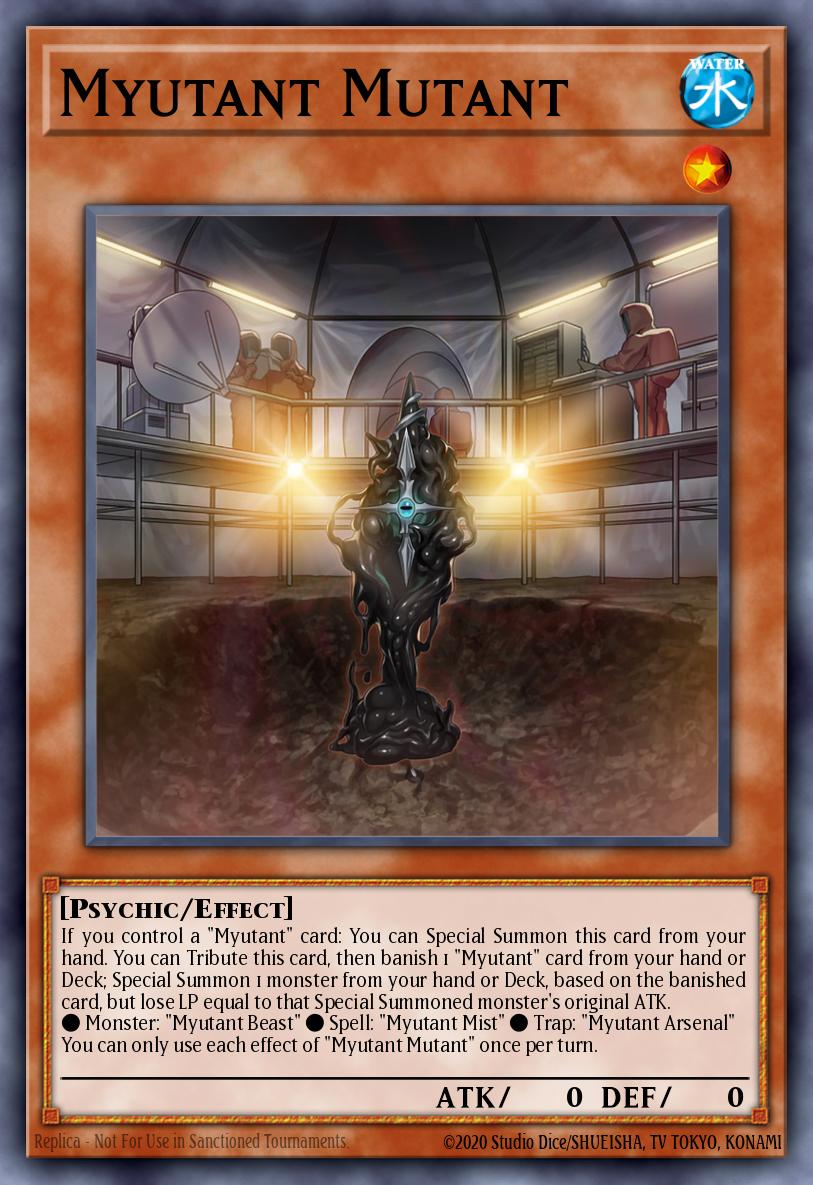 Myutant Mutant
WATER
水
[Psychic/Effect]
If you control a "Myutant" card: You can Special Summon this card from your
hand. You can Tribute this card, then banish 1 "Myutant" card from your hand or
Deck; Special Summon 1 monster from your hand or Deck, based on the banished
card, but lose LP equal to that Special Summoned monster's original ATK.
● Monster: "Myutant Beast" ● Spell: "Myutant Mist" ● Trap: "Myutant Arsenal"
You can only use each effect of "Myutant Mutant" once per turn.
ATK/ 0 DEF/ 0
Replica - Not For Use in Sanctioned Tournaments. ©2020 Studio Dice/SHUEISHA, TV TOKYO, KONAMI